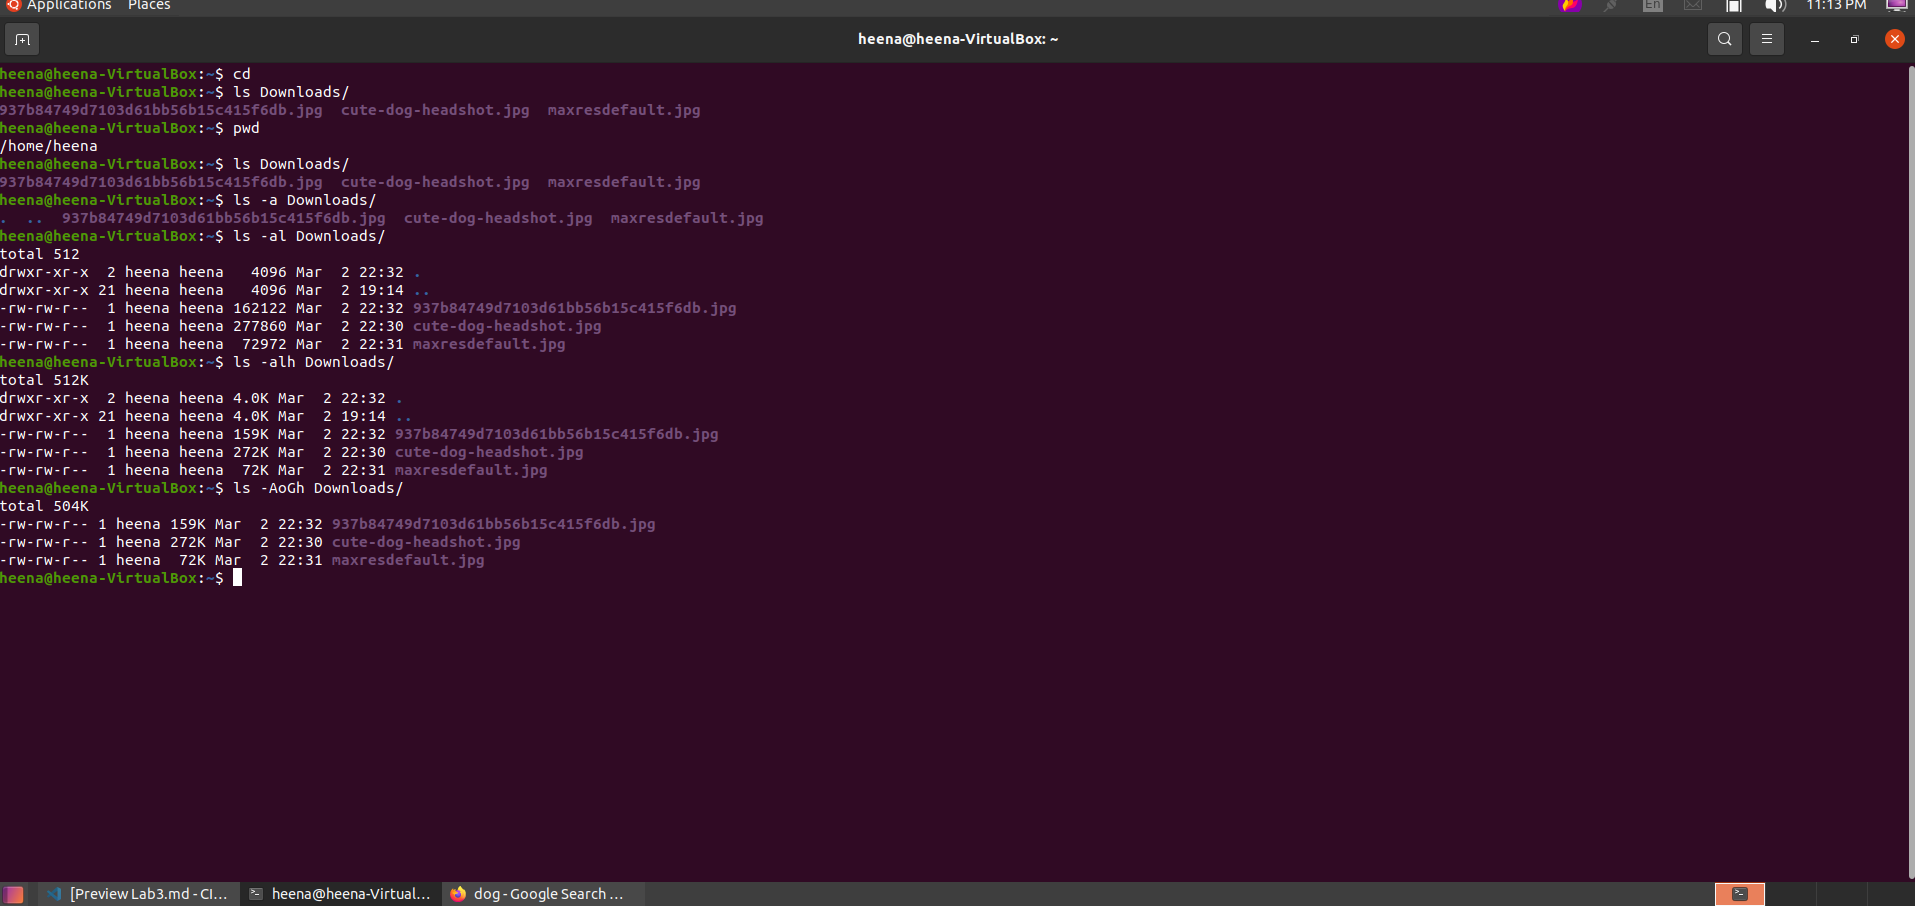 Applications Places En 11:13 PM
heena@heena-VirtualBox: ~
heena@heena-VirtualBox:~$ cd
heena@heena-VirtualBox:~$ ls Downloads/
937b84749d7103d61bb56b15c415f6db.jpg  cute-dog-headshot.jpg  maxresdefault.jpg
heena@heena-VirtualBox:~$ pwd
/home/heena
heena@heena-VirtualBox:~$ ls Downloads/
937b84749d7103d61bb56b15c415f6db.jpg  cute-dog-headshot.jpg  maxresdefault.jpg
heena@heena-VirtualBox:~$ ls -a Downloads/
.  ..  937b84749d7103d61bb56b15c415f6db.jpg  cute-dog-headshot.jpg  maxresdefault.jpg
heena@heena-VirtualBox:~$ ls -al Downloads/
total 512
drwxr-xr-x  2 heena heena   4096 Mar  2 22:32 .
drwxr-xr-x 21 heena heena   4096 Mar  2 19:14 ..
-rw-rw-r--  1 heena heena 162122 Mar  2 22:32 937b84749d7103d61bb56b15c415f6db.jpg
-rw-rw-r--  1 heena heena 277860 Mar  2 22:30 cute-dog-headshot.jpg
-rw-rw-r--  1 heena heena  72972 Mar  2 22:31 maxresdefault.jpg
heena@heena-VirtualBox:~$ ls -alh Downloads/
total 512K
drwxr-xr-x  2 heena heena 4.0K Mar  2 22:32 .
drwxr-xr-x 21 heena heena 4.0K Mar  2 19:14 ..
-rw-rw-r--  1 heena heena 159K Mar  2 22:32 937b84749d7103d61bb56b15c415f6db.jpg
-rw-rw-r--  1 heena heena 272K Mar  2 22:30 cute-dog-headshot.jpg
-rw-rw-r--  1 heena heena  72K Mar  2 22:31 maxresdefault.jpg
heena@heena-VirtualBox:~$ ls -AoGh Downloads/
total 504K
-rw-rw-r-- 1 heena 159K Mar  2 22:32 937b84749d7103d61bb56b15c415f6db.jpg
-rw-rw-r-- 1 heena 272K Mar  2 22:30 cute-dog-headshot.jpg
-rw-rw-r-- 1 heena  72K Mar  2 22:31 maxresdefault.jpg
heena@heena-VirtualBox:~$
[Preview Lab3.md - CI... heena@heena-Virtual... dog - Google Search ...